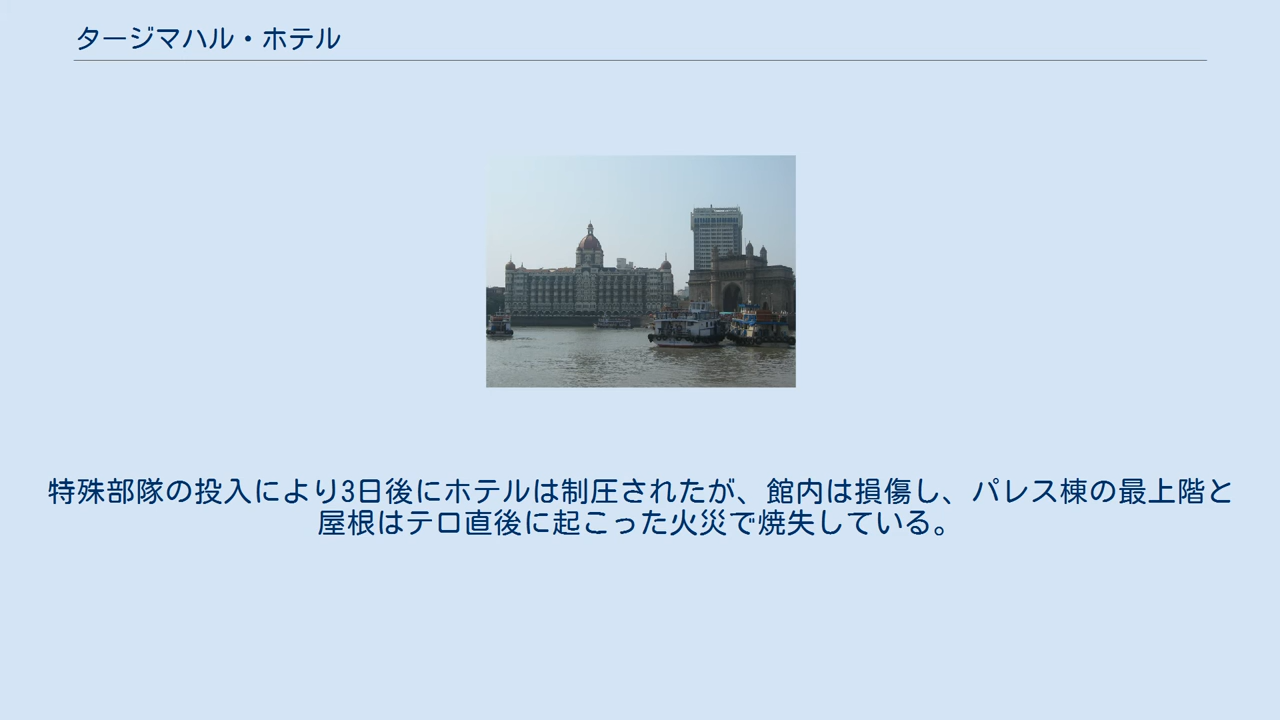 タージマハル・ホテル
特殊部隊の投入により3日後にホテルは制圧されたが、館内は損傷し、パレス棟の最上階と
屋根はテロ直後に起こった火災で焼失している。